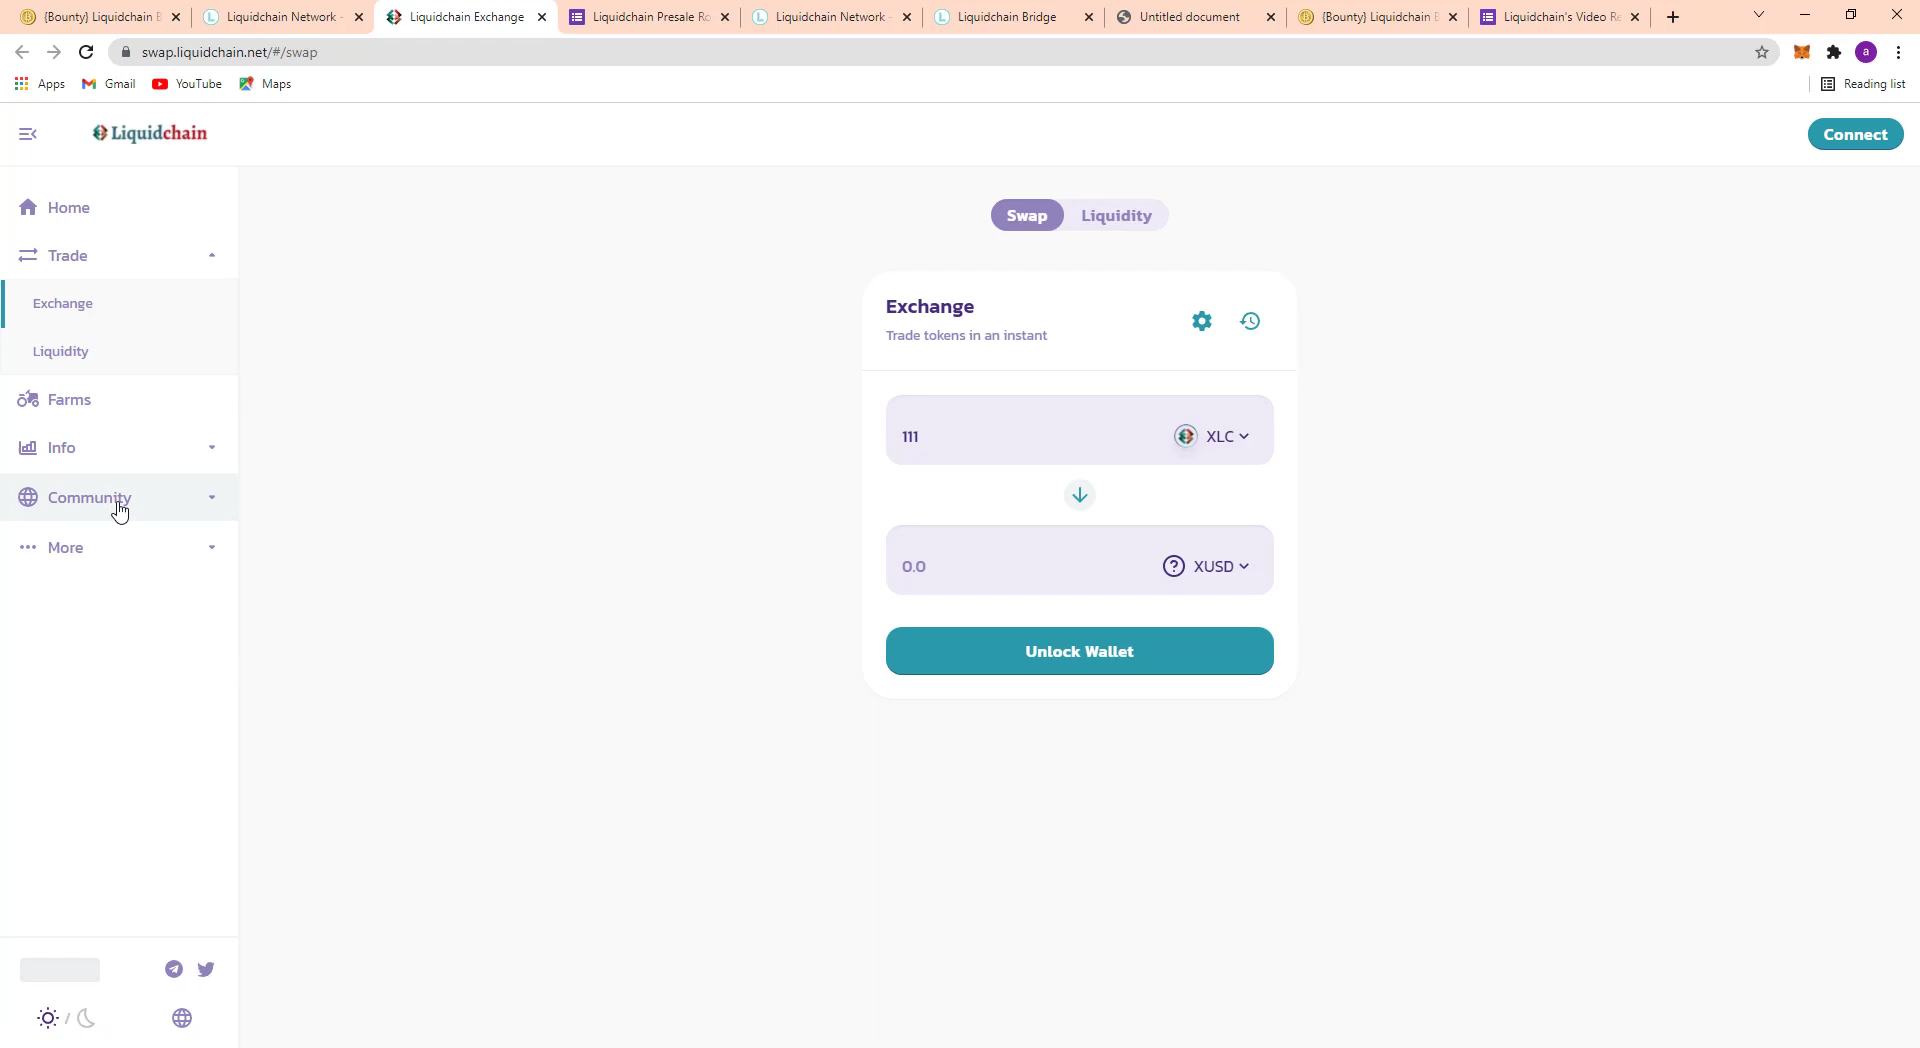 {Bounty} Liquidchain B
Liquidchain Network -
Liquidchain Exchange
Liquidchain Presale Ro
Liquidchain Network -
Liquidchain Bridge
Untitled document
{Bounty} Liquidchain B
Liquidchain's Video Re
swap.liquidchain.net/#/swap
a
Apps
Gmail
YouTube
Maps
Reading list
Liquidchain
Connect
Home
Trade
Exchange
Liquidity
Farms
Info
Community
More
Swap
Liquidity
Exchange
Trade tokens in an instant
111
XLC
0.0
XUSD
Unlock Wallet
/